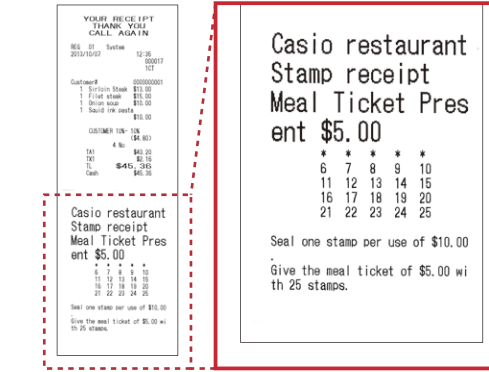 YOUR RECEIPT
THANK YOU
CALL AGAIN
REG 01 System
2013/10/07 12:35
000017
1CT
Customer# 0000000001
1 Sirloin Steak $13.00
1 Filet steak $15.00
1 Onion soup $10.00
1 Squid ink pasta
$10.00
CUSTOMER 10%- 10%
($4.80)
4 No
TA1 $43.20
TX1 $2.16
TL $45.36
Cash $45.36
Casio restaurant
Stamp receipt
Meal Ticket Pres
ent $5.00
* * * * *
6 7 8 9 10
11 12 13 14 15
16 17 18 19 20
21 22 23 24 25
Seal one stamp per use of $10.00
.
Give the meal ticket of $5.00 wi
th 25 stamps.
Casio restaurant
Stamp receipt
Meal Ticket Pres
ent $5.00
* * * * *
6 7 8 9 10
11 12 13 14 15
16 17 18 19 20
21 22 23 24 25
Seal one stamp per use of $10.00
.
Give the meal ticket of $5.00 wi
th 25 stamps.